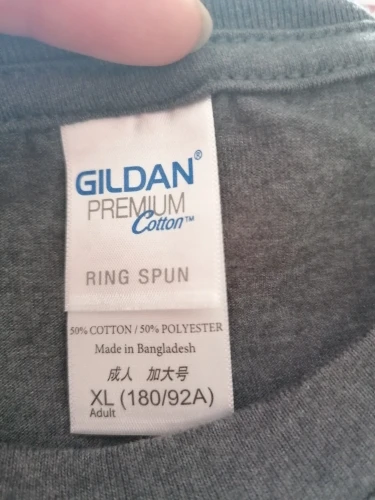 GILDAN®
PREMIUM
Cotton™
RING SPUN
50% COTTON / 50% POLYESTER
Made in Bangladesh
成人 加大号
XL (180/92A)
Adult